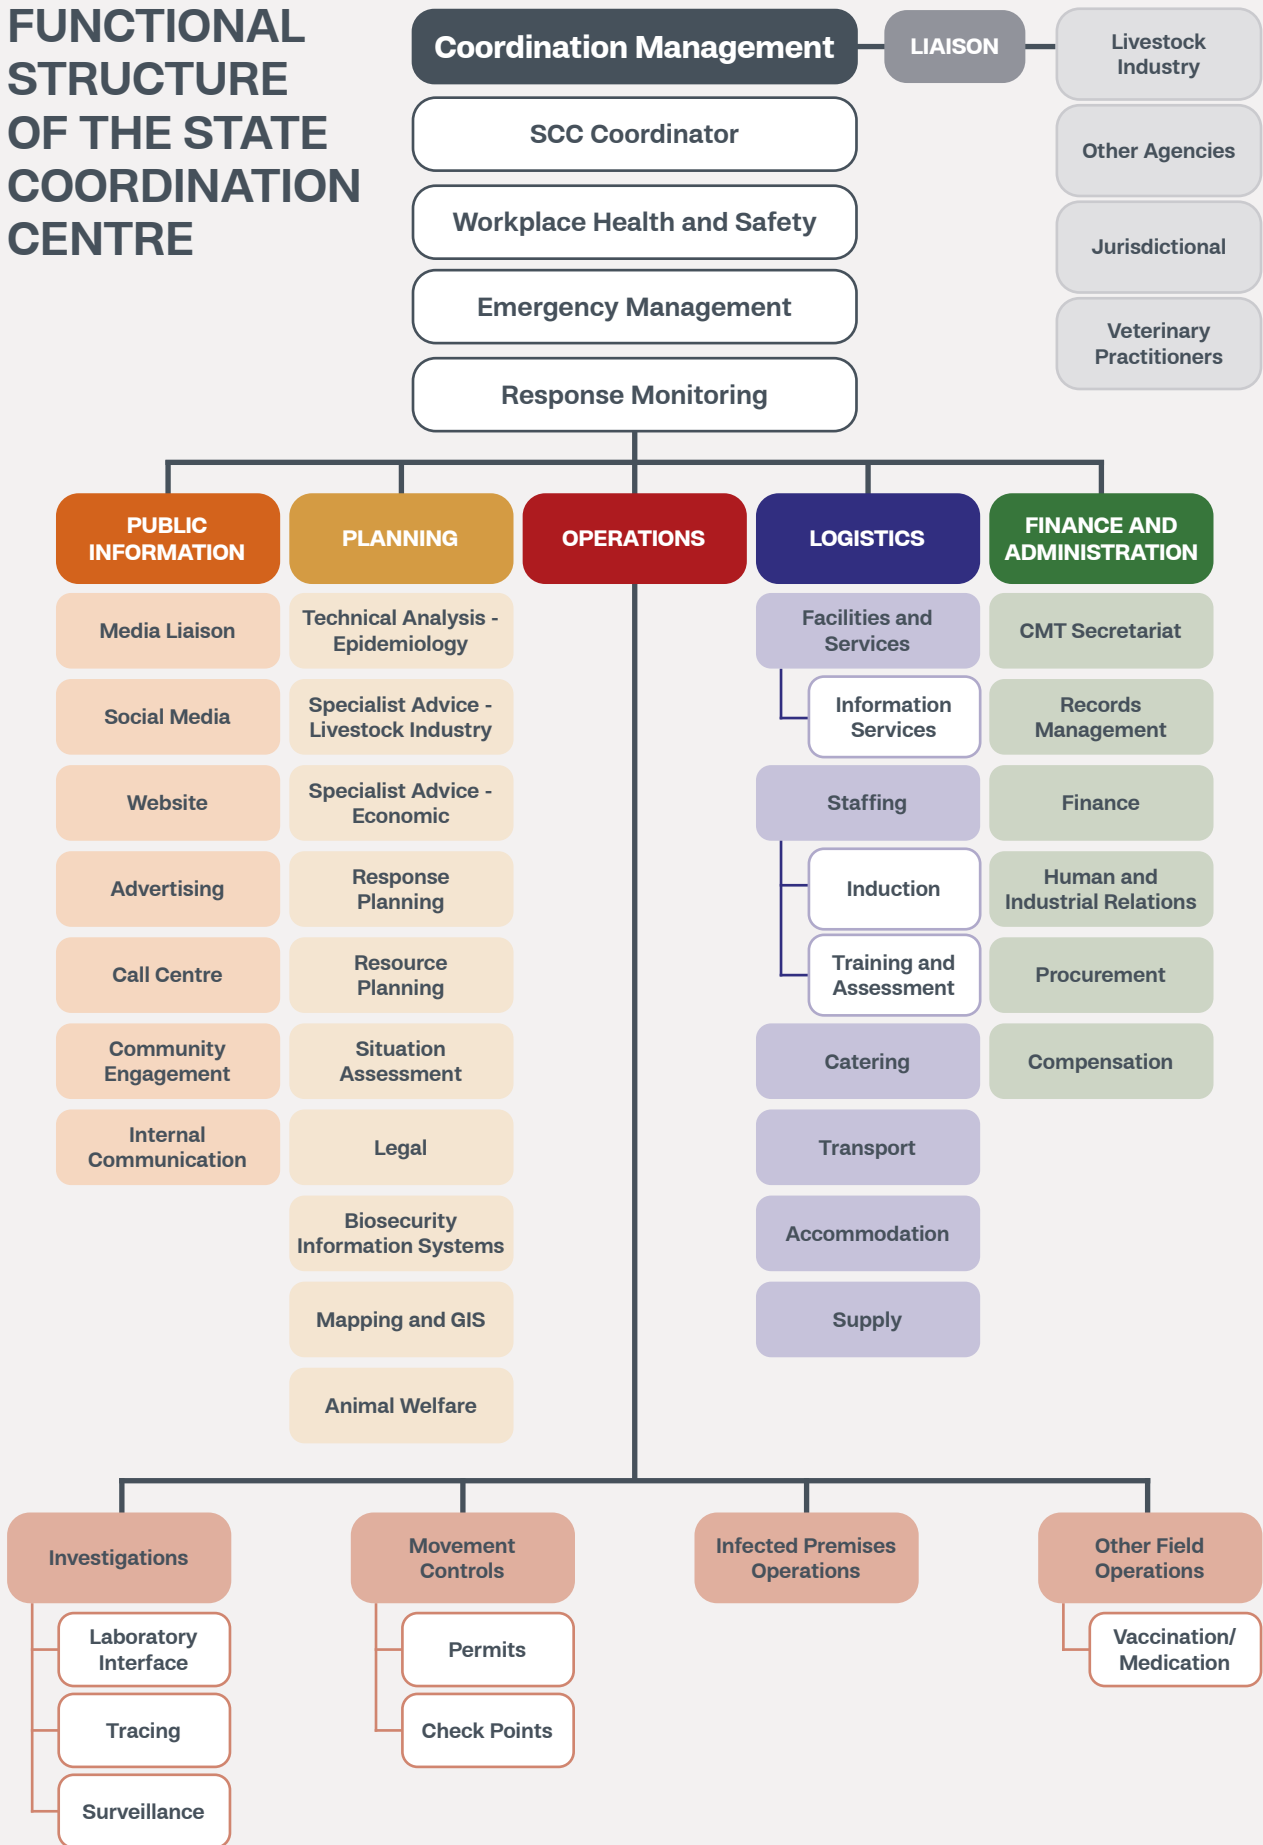 FUNCTIONAL
STRUCTURE
OF THE STATE
COORDINATION
CENTRE
Coordination Management
LIAISON
Livestock
Industry
Other Agencies
Jurisdictional
Veterinary
Practitioners
SCC Coordinator
Workplace Health and Safety
Emergency Management
Response Monitoring
PUBLIC
INFORMATION
Media Liaison
Social Media
Website
Advertising
Call Centre
Community
Engagement
Internal
Communication
PLANNING
Technical Analysis -
Epidemiology
Specialist Advice -
Livestock Industry
Specialist Advice -
Economic
Response
Planning
Resource
Planning
Situation
Assessment
Legal
Biosecurity
Information Systems
Mapping and GIS
Animal Welfare
OPERATIONS
LOGISTICS
Facilities and
Services
Information
Services
Staffing
Induction
Training and
Assessment
Catering
Transport
Accommodation
Supply
FINANCE AND
ADMINISTRATION
CMT Secretariat
Records
Management
Finance
Human and
Industrial Relations
Procurement
Compensation
Investigations
Laboratory
Interface
Tracing
Surveillance
Movement
Controls
Permits
Check Points
Infected Premises
Operations
Other Field
Operations
Vaccination/
Medication